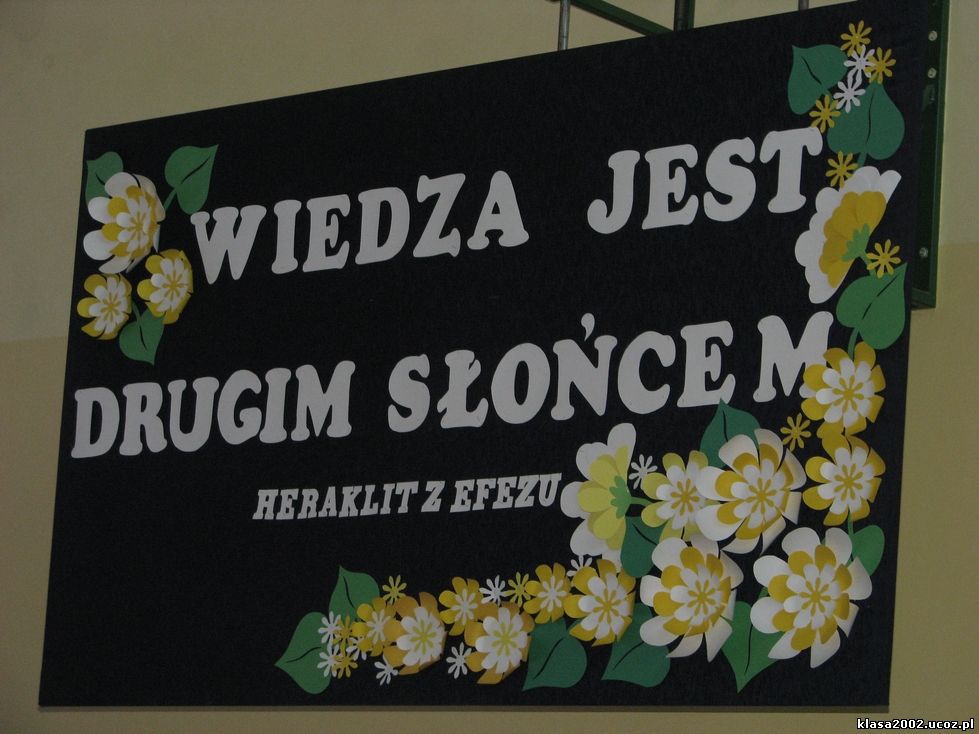 WIEDZA JEST
DRUGIM SŁOŃCEM
HERAKLIT Z EFEZU
klasa2002.ucoz.pl